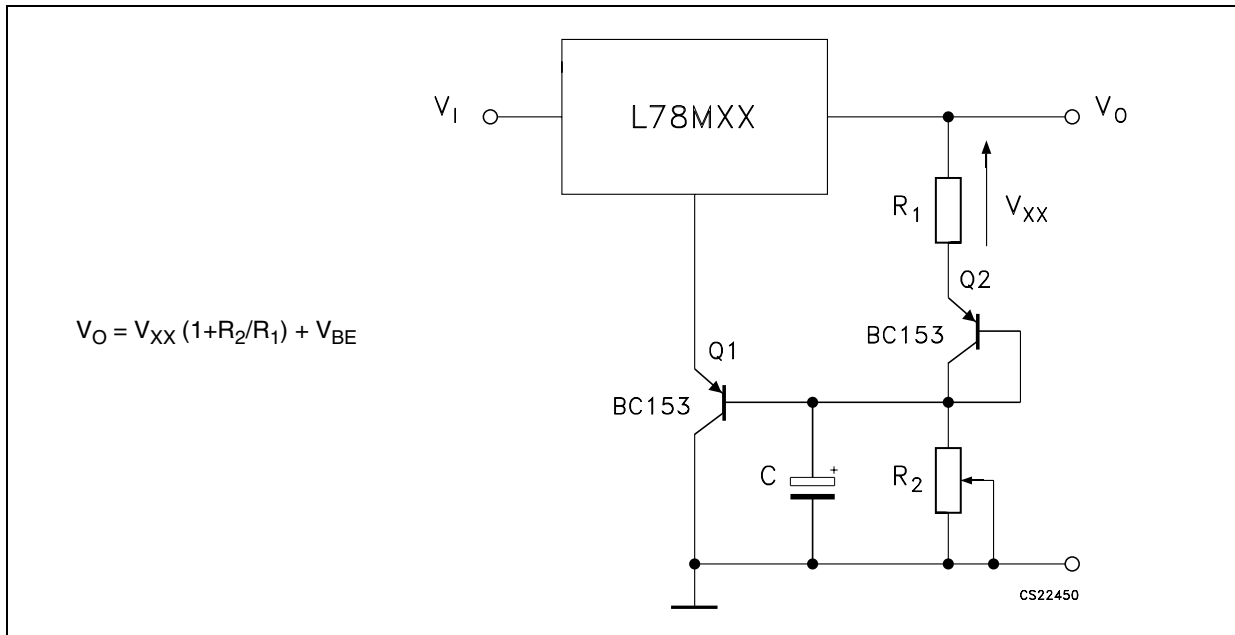 L78MXX
V_I
V_O
R_1
V_XX
Q2
BC153
V_O = V_XX (1+R_2/R_1) + V_BE
Q1
BC153
C
+
R_2
CS22450